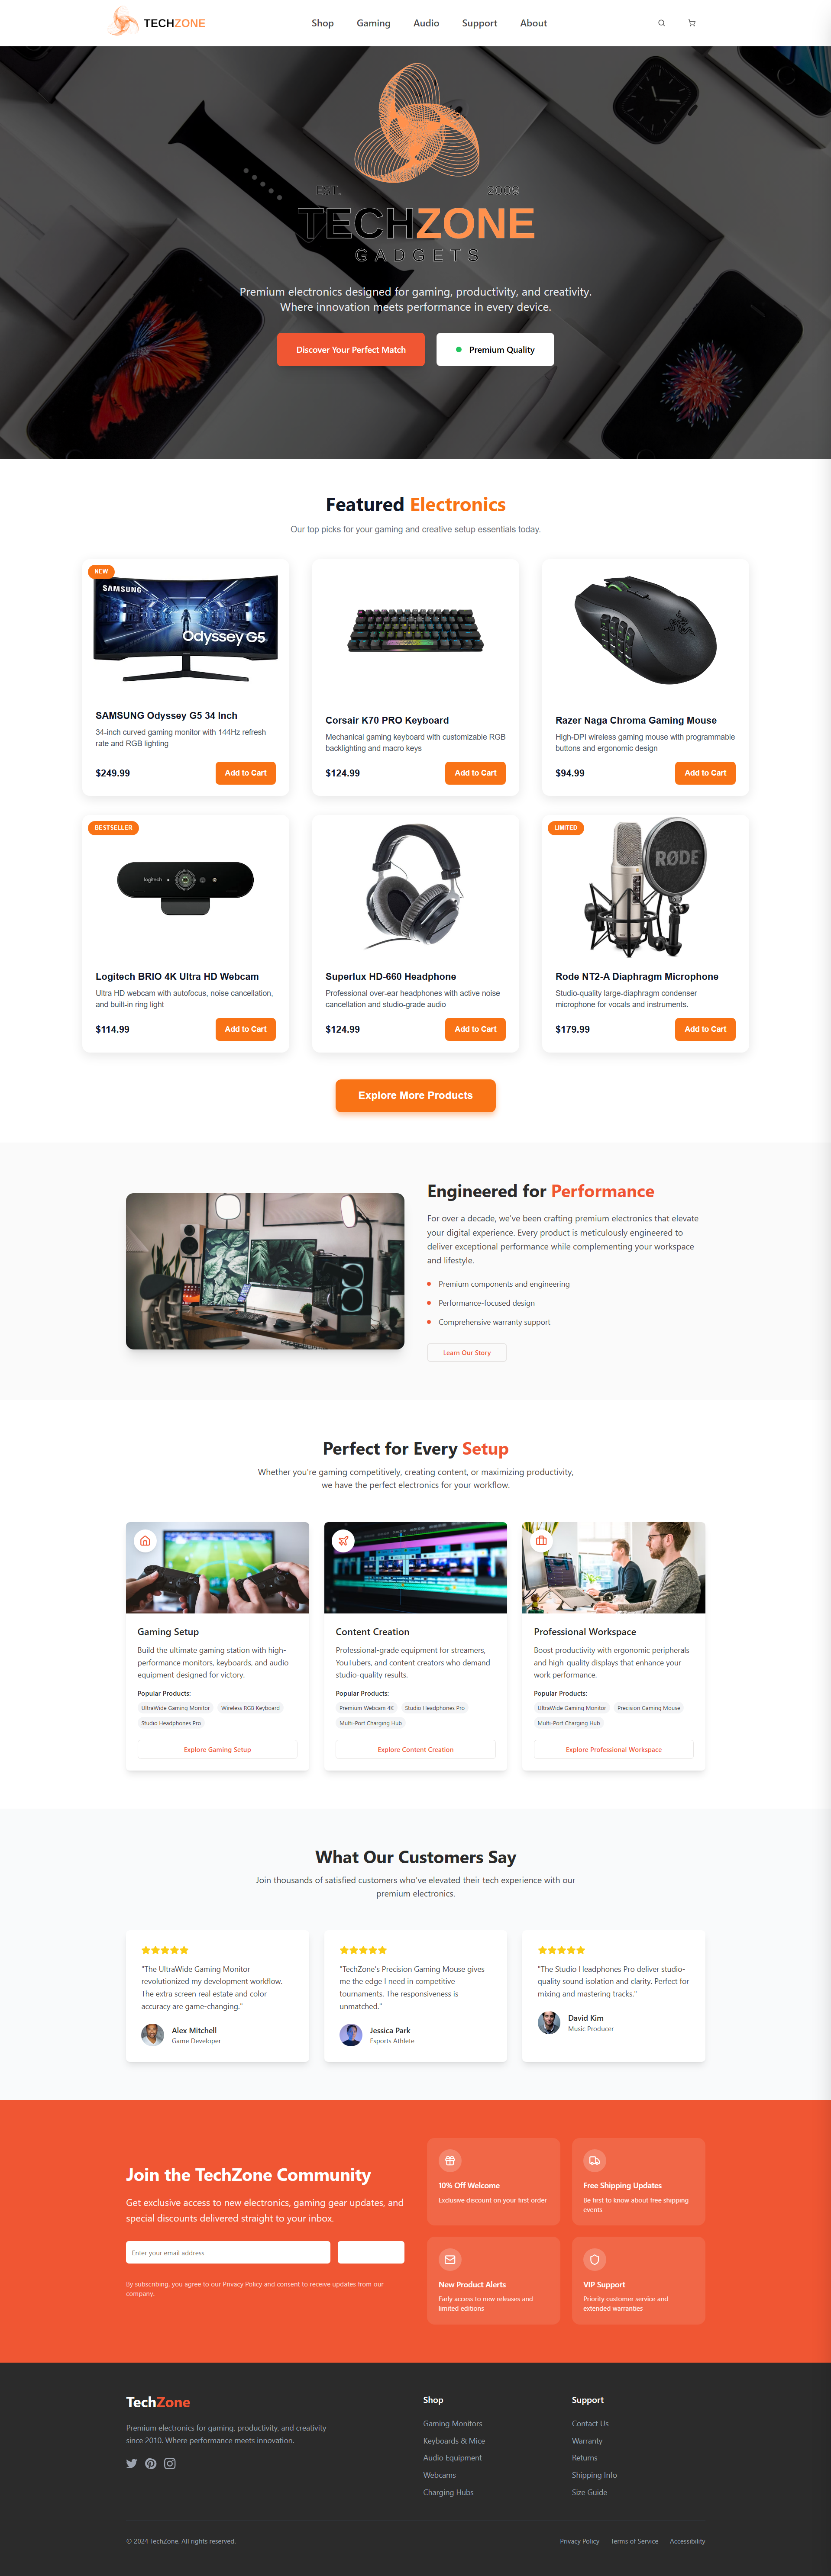 TECHZONE
Shop
Gaming
Audio
Support
About
EST.
2009
TECHZONE
GADGETS
Premium electronics designed for gaming, productivity, and creativity.
Where innovation meets performance in every device.
Discover Your Perfect Match
Premium Quality
Featured Electronics
Our top picks for your gaming and creative setup essentials today.
NEW
SAMSUNG
Odyssey G5
SAMSUNG Odyssey G5 34 Inch
34-inch curved gaming monitor with 144Hz refresh
rate and RGB lighting
$249.99
Add to Cart
Corsair K70 PRO Keyboard
Mechanical gaming keyboard with customizable RGB
backlighting and macro keys
$124.99
Add to Cart
Razer Naga Chroma Gaming Mouse
High-DPI wireless gaming mouse with programmable
buttons and ergonomic design
$94.99
Add to Cart
BESTSELLER
logitech
Logitech BRIO 4K Ultra HD Webcam
Ultra HD webcam with autofocus, noise cancellation,
and built-in ring light
$114.99
Add to Cart
Superlux HD-660 Headphone
Professional over-ear headphones with active noise
cancellation and studio-grade audio
$124.99
Add to Cart
LIMITED
RØDE
Rode NT2-A Diaphragm Microphone
Studio-quality large-diaphragm condenser
microphone for vocals and instruments.
$179.99
Add to Cart
Explore More Products
Engineered for Performance
For over a decade, we've been crafting premium electronics that elevate
your digital experience. Every product is meticulously engineered to
deliver exceptional performance while complementing your workspace
and lifestyle.
Premium components and engineering
Performance-focused design
Comprehensive warranty support
Learn Our Story
Perfect for Every Setup
Whether you're gaming competitively, creating content, or maximizing productivity,
we have the perfect electronics for your workflow.
Gaming Setup
Build the ultimate gaming station with high-
performance monitors, keyboards, and audio
equipment designed for victory.
Popular Products:
UltraWide Gaming Monitor
Wireless RGB Keyboard
Studio Headphones Pro
Explore Gaming Setup
Content Creation
Professional-grade equipment for streamers,
YouTubers, and content creators who demand
studio-quality results.
Popular Products:
Premium Webcam 4K
Studio Headphones Pro
Multi-Port Charging Hub
Explore Content Creation
Professional Workspace
Boost productivity with ergonomic peripherals
and high-quality displays that enhance your
work performance.
Popular Products:
UltraWide Gaming Monitor
Precision Gaming Mouse
Multi-Port Charging Hub
Explore Professional Workspace
What Our Customers Say
Join thousands of satisfied customers who've elevated their tech experience with our
premium electronics.
"The UltraWide Gaming Monitor
revolutionized my development workflow.
The extra screen real estate and color
accuracy are game-changing."
Alex Mitchell
Game Developer
"TechZone's Precision Gaming Mouse gives
me the edge I need in competitive
tournaments. The responsiveness is
unmatched."
Jessica Park
Esports Athlete
"The Studio Headphones Pro deliver studio-
quality sound isolation and clarity. Perfect for
mixing and mastering tracks."
David Kim
Music Producer
Join the TechZone Community
Get exclusive access to new electronics, gaming gear updates, and
special discounts delivered straight to your inbox.
Enter your email address
By subscribing, you agree to our Privacy Policy and consent to receive updates from our
company.
10% Off Welcome
Exclusive discount on your first order
Free Shipping Updates
Be first to know about free shipping
events
New Product Alerts
Early access to new releases and
limited editions
VIP Support
Priority customer service and
extended warranties
TechZone
Premium electronics for gaming, productivity, and creativity
since 2010. Where performance meets innovation.
Shop
Gaming Monitors
Keyboards & Mice
Audio Equipment
Webcams
Charging Hubs
Support
Contact Us
Warranty
Returns
Shipping Info
Size Guide
© 2024 TechZone. All rights reserved.
Privacy Policy
Terms of Service
Accessibility